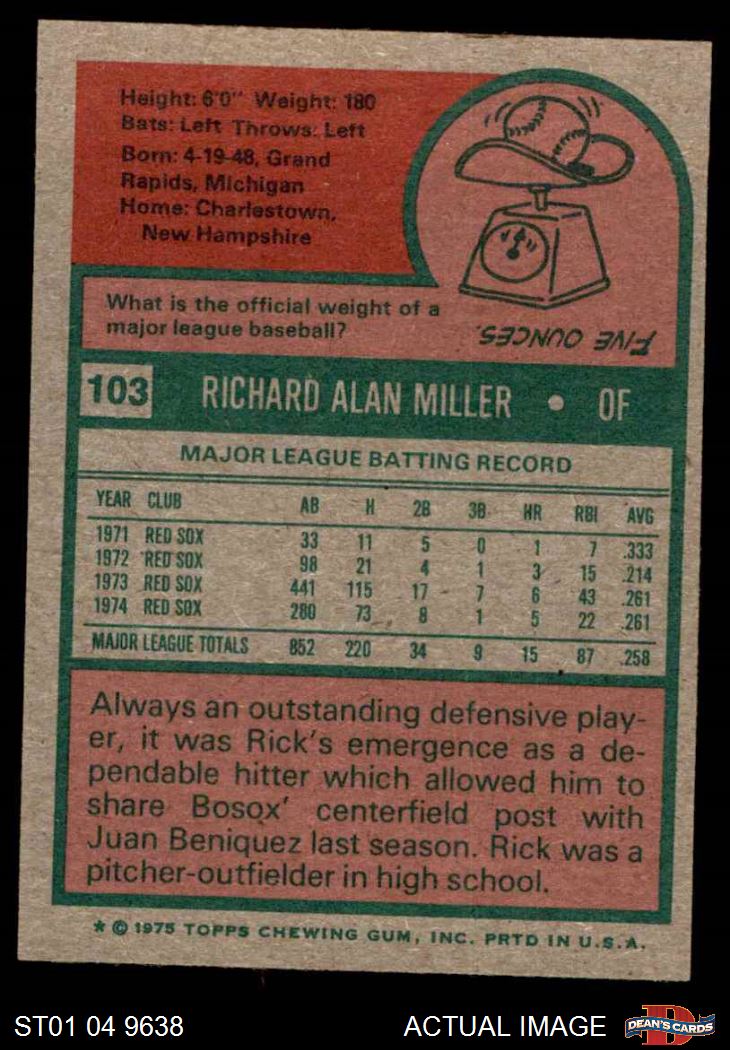 Height: 6'0" Weight: 180
Bats: Left Throws: Left
Born: 4-19-48, Grand
Rapids, Michigan
Home: Charlestown,
New Hampshire
What is the official weight of a
major league baseball?
FIVE OUNCES.
103 RICHARD ALAN MILLER • OF
MAJOR LEAGUE BATTING RECORD
YEAR CLUB AB H 2B 3B HR RBI AVG
1971 RED SOX 33 11 5 0 1 7 .333
1972 RED SOX 98 21 4 1 3 15 .214
1973 RED SOX 441 115 17 7 6 43 .261
1974 RED SOX 280 73 8 1 5 22 .261
MAJOR LEAGUE TOTALS 852 220 34 9 15 87 .258
Always an outstanding defensive play-
er, it was Rick's emergence as a de-
pendable hitter which allowed him to
share Bosox' centerfield post with
Juan Beniquez last season. Rick was a
pitcher-outfielder in high school.
* © 1975 TOPPS CHEWING GUM, INC. PRTD IN U.S.A.
ST01 04 9638 ACTUAL IMAGE D DEAN'S CARDS